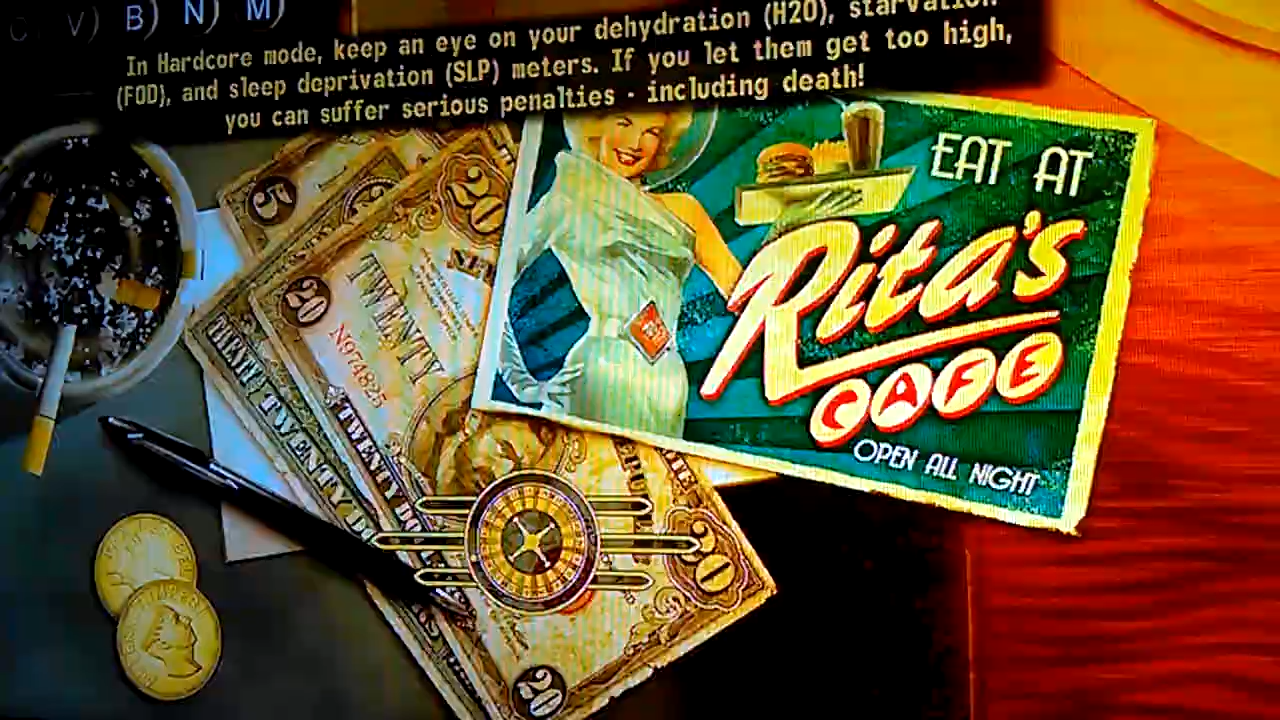 V) B) N) M)
In Hardcore mode, keep an eye on your dehydration (H2O), starvation
(FOD), and sleep deprivation (SLP) meters. If you let them get too high,
you can suffer serious penalties - including death!
EAT AT
Rita's
CAFE
OPEN ALL NIGHT
5
20
20
TWENTY
N974825
TWENTY
TWENTY
TWENTY
20
20